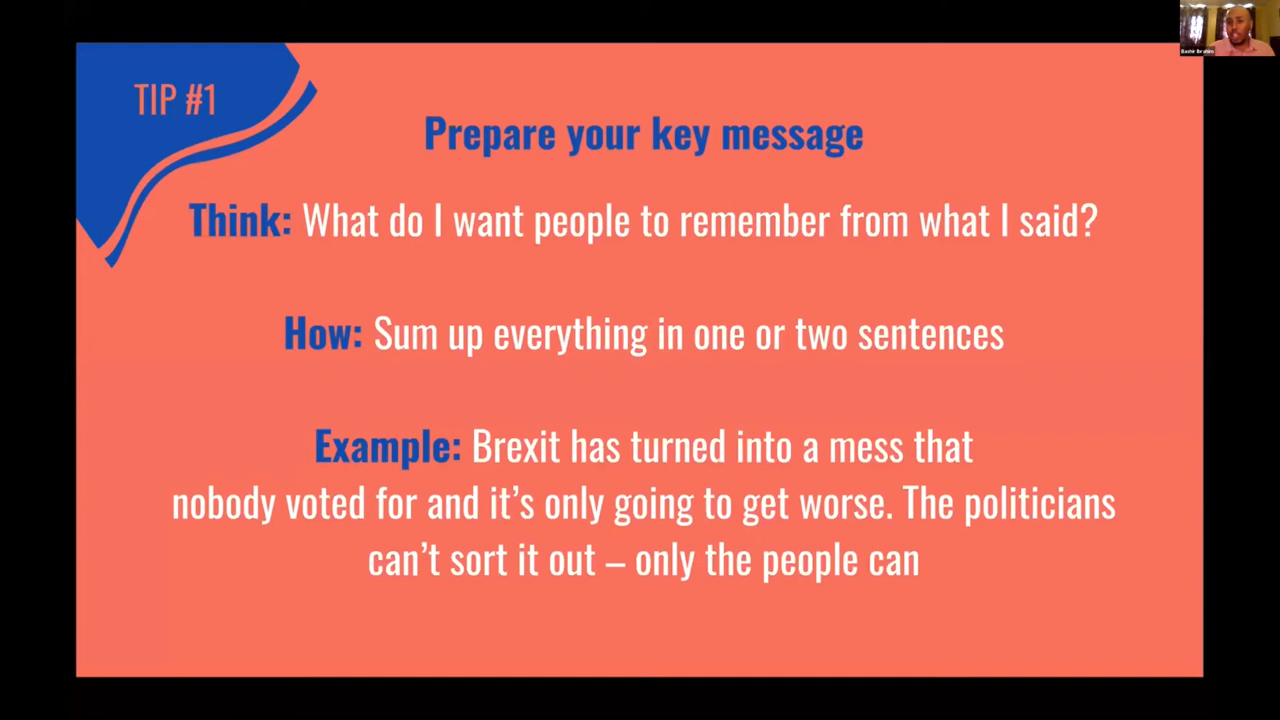 TIP #1
Prepare your key message
Think: What do I want people to remember from what I said?
How: Sum up everything in one or two sentences
Example: Brexit has turned into a mess that
nobody voted for and it’s only going to get worse. The politicians
can’t sort it out – only the people can
Bashir Ibrahim